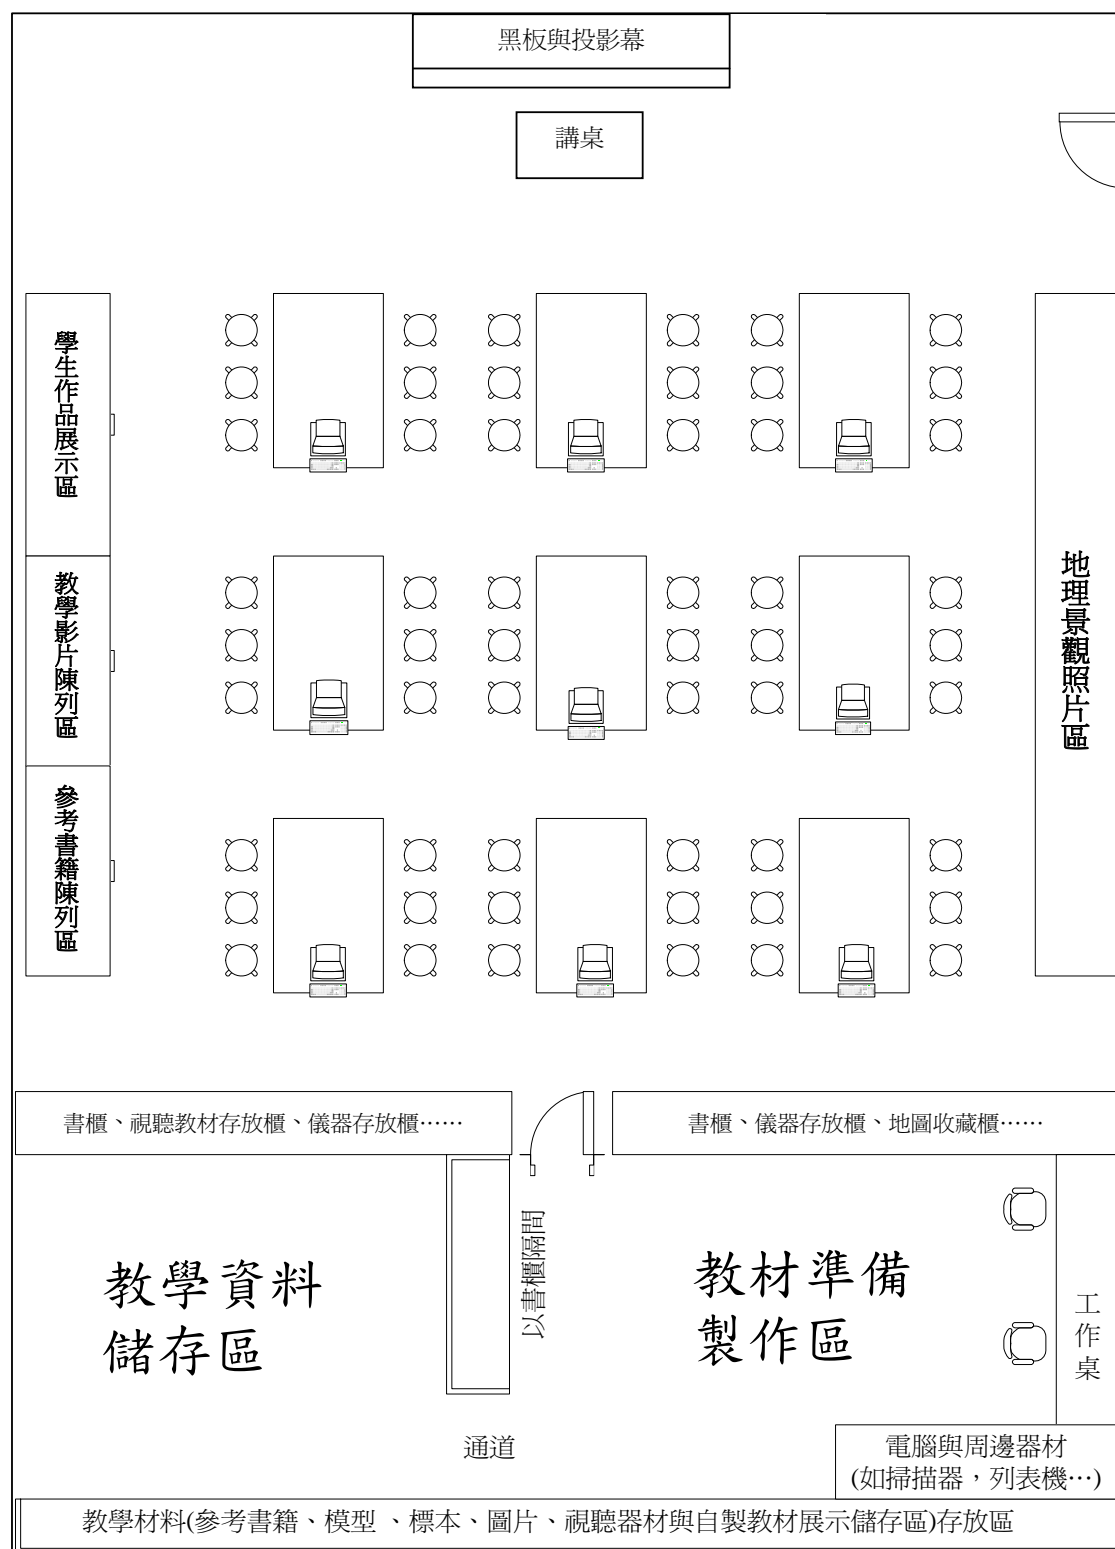 黑板與投影幕
講桌
學生作品展示區
教學影片陳列區
參考書籍陳列區
地理景觀照片區
書櫃、視聽教材存放櫃、儀器存放櫃……
書櫃、儀器存放櫃、地圖收藏櫃……
以書櫃隔間
教學資料
儲存區
教材準備
製作區
工作桌
通道
電腦與周邊器材
(如掃描器，列表機…)
教學材料(參考書籍、模型 、標本、圖片、視聽器材與自製教材展示儲存區)存放區